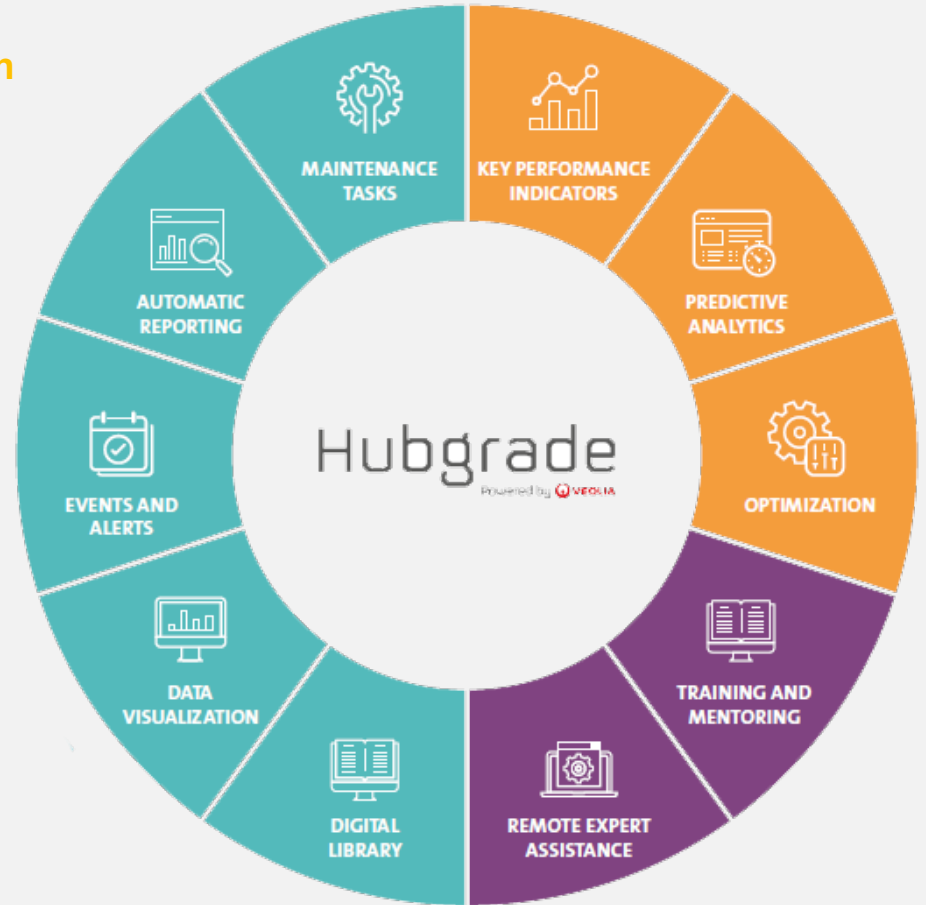 n
MAINTENANCE
TASKS
KEY PERFORMANCE
INDICATORS
AUTOMATIC
REPORTING
PREDICTIVE
ANALYTICS
EVENTS AND
ALERTS
Hubgrade
Powered by VEOLIA
OPTIMIZATION
DATA
VISUALIZATION
TRAINING AND
MENTORING
DIGITAL
LIBRARY
REMOTE EXPERT
ASSISTANCE